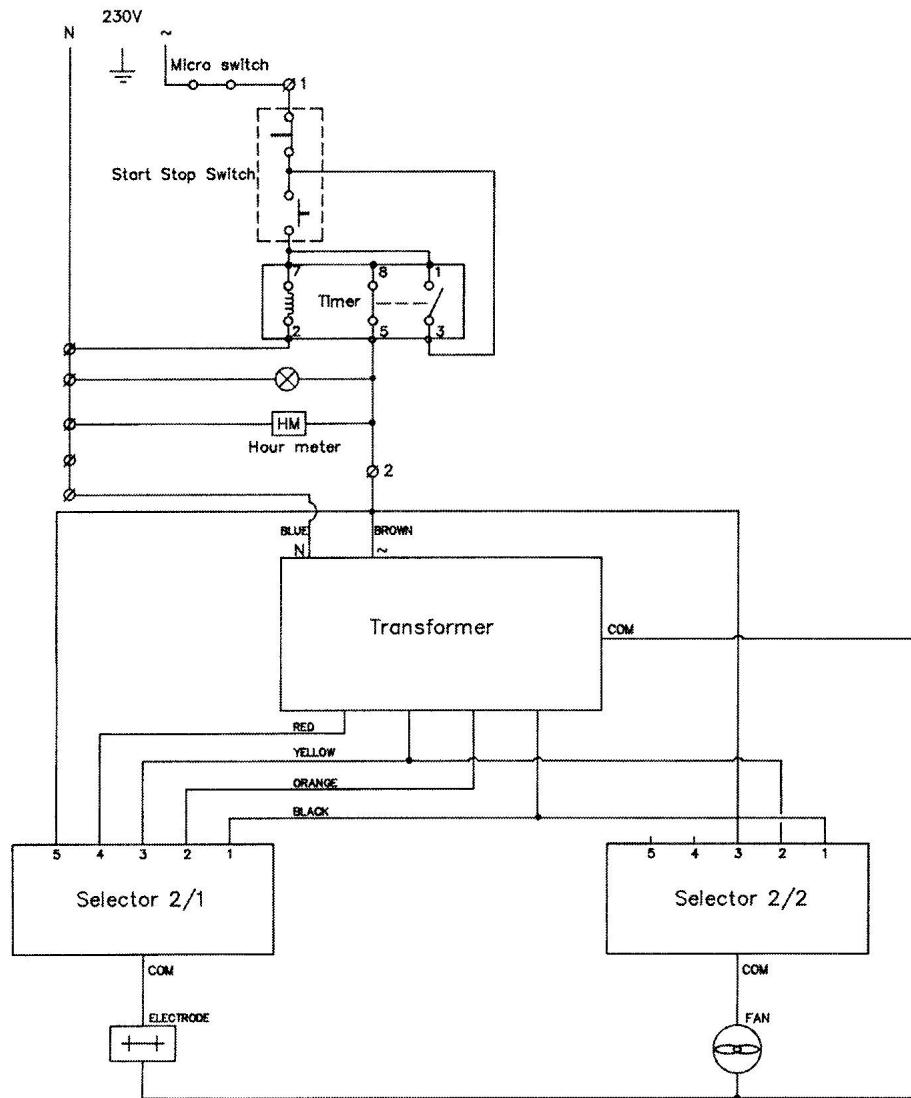 230V
N
~
Micro switch
1
Start Stop Switch
7 8 1
Timer
2 5 3
HM
Hour meter
2
BLUE BROWN
N ~
Transformer
COM
RED
YELLOW
ORANGE
BLACK
5 4 3 2 1
Selector 2/1
COM
ELECTRODE
5 4 3 2 1
Selector 2/2
COM
FAN